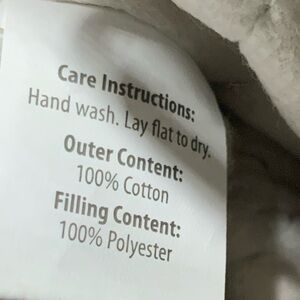 Care Instructions:
Hand wash. Lay flat to dry.
Outer Content:
100% Cotton
Filling Content:
100% Polyester